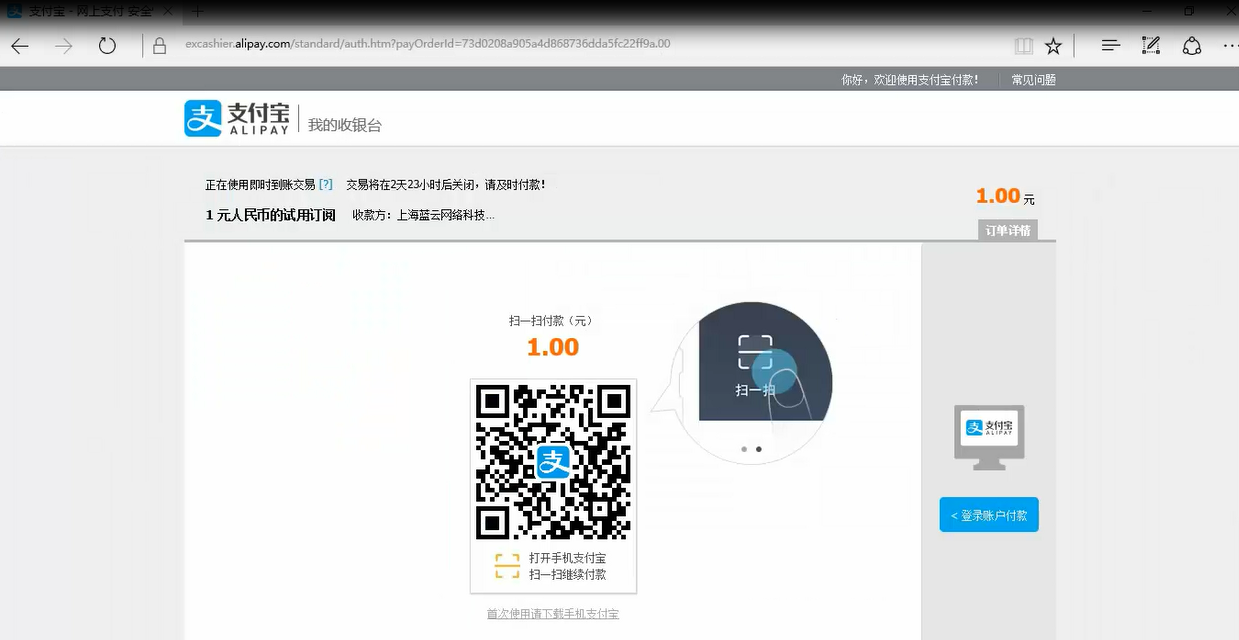 支付宝 - 网上支付 安全
excashier.alipay.com/standard/auth.htm?payOrderId=73d0208a905a4d868736dda5fc22ff9a.00
你好，欢迎使用支付宝付款！ 常见问题
支付宝 ALIPAY 我的收银台
正在使用即时到账交易 [?] 交易将在2天23小时后关闭，请及时付款！
1 元人民币的试用订阅 收款方：上海蓝云网络科技...
1.00 元
订单详情
扫一扫付款（元）
1.00
扫一扫
支付宝
ALIPAY
打开手机支付宝
扫一扫继续付款
< 登录账户付款
首次使用请下载手机支付宝